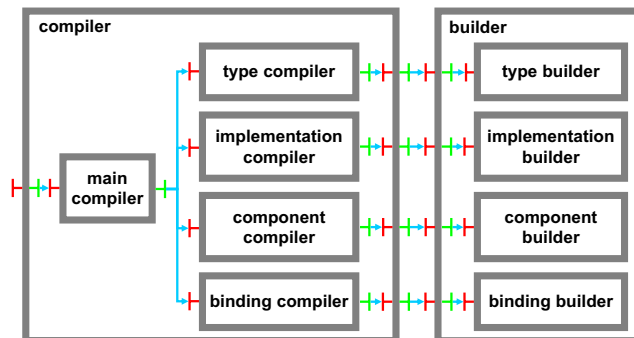 compiler
builder
type compiler
type builder
implementation
compiler
implementation
builder
main
compiler
component
compiler
component
builder
binding compiler
binding builder